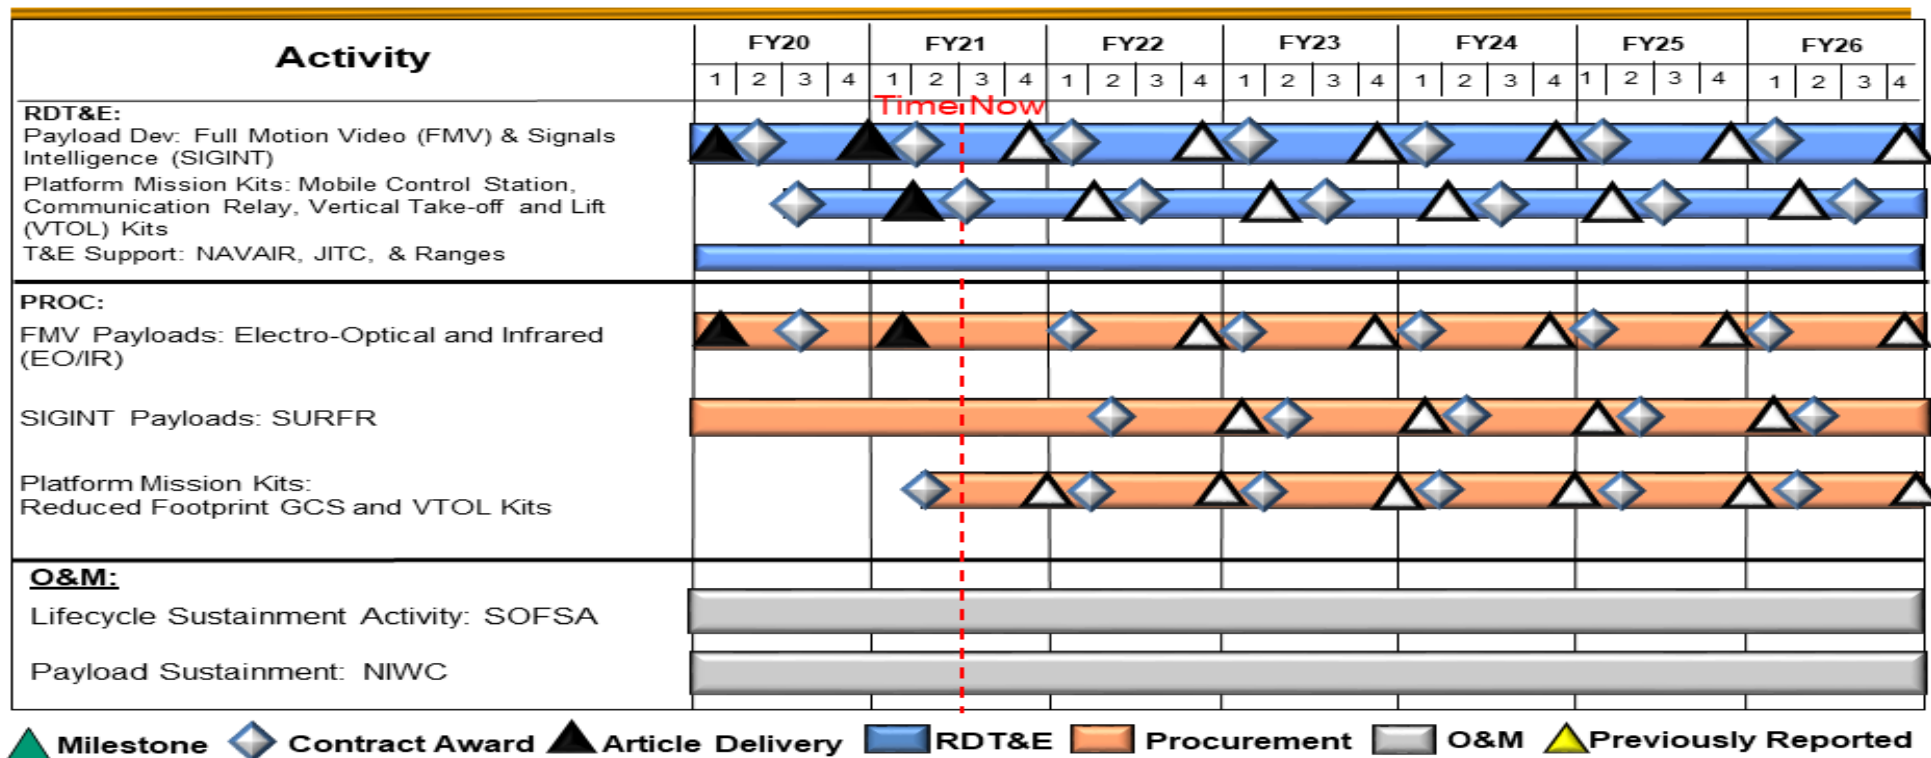 Activity
FY20 FY21 FY22 FY23 FY24 FY25 FY26
1 2 3 4 1 2 3 4 1 2 3 4 1 2 3 4 1 2 3 4 1 2 3 4 1 2 3 4
Time Now
RDT&E:
Payload Dev: Full Motion Video (FMV) & Signals
Intelligence (SIGINT)
Platform Mission Kits: Mobile Control Station,
Communication Relay, Vertical Take-off and Lift
(VTOL) Kits
T&E Support: NAVAIR, JITC, & Ranges
PROC:
FMV Payloads: Electro-Optical and Infrared
(EO/IR)
SIGINT Payloads: SURFR
Platform Mission Kits:
Reduced Footprint GCS and VTOL Kits
O&M:
Lifecycle Sustainment Activity: SOFSA
Payload Sustainment: NIWC
Milestone Contract Award Article Delivery RDT&E Procurement O&M Previously Reported